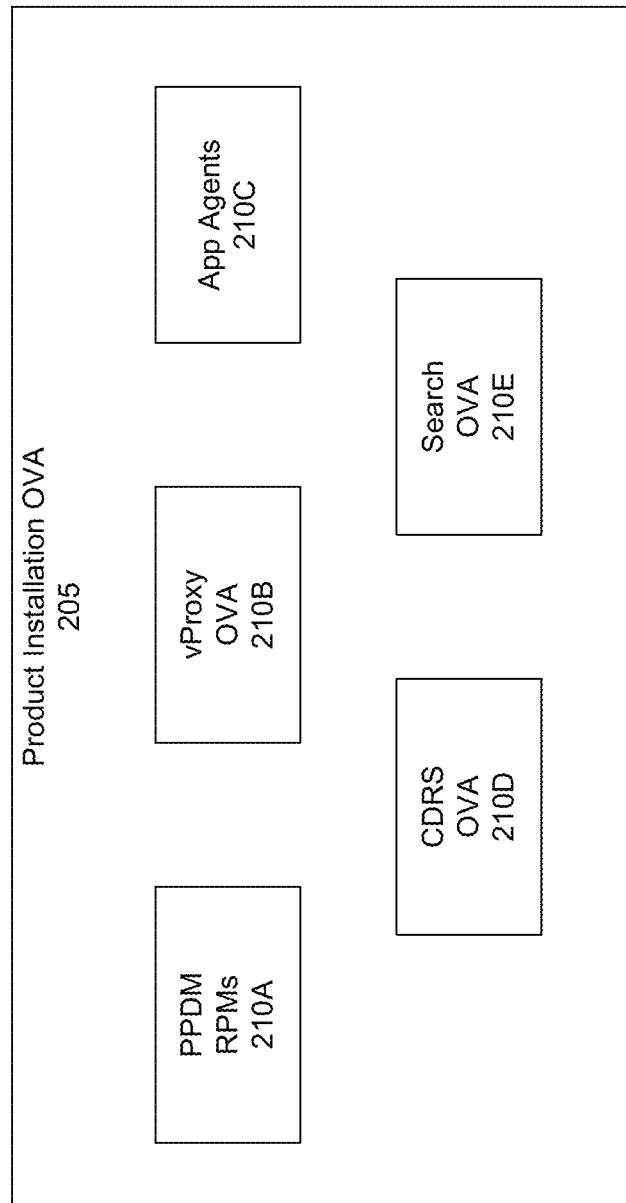 Product Installation OVA
205
PPDM
RPMs
210A
vProxy
OVA
210B
App Agents
210C
CDRS
OVA
210D
Search
OVA
210E